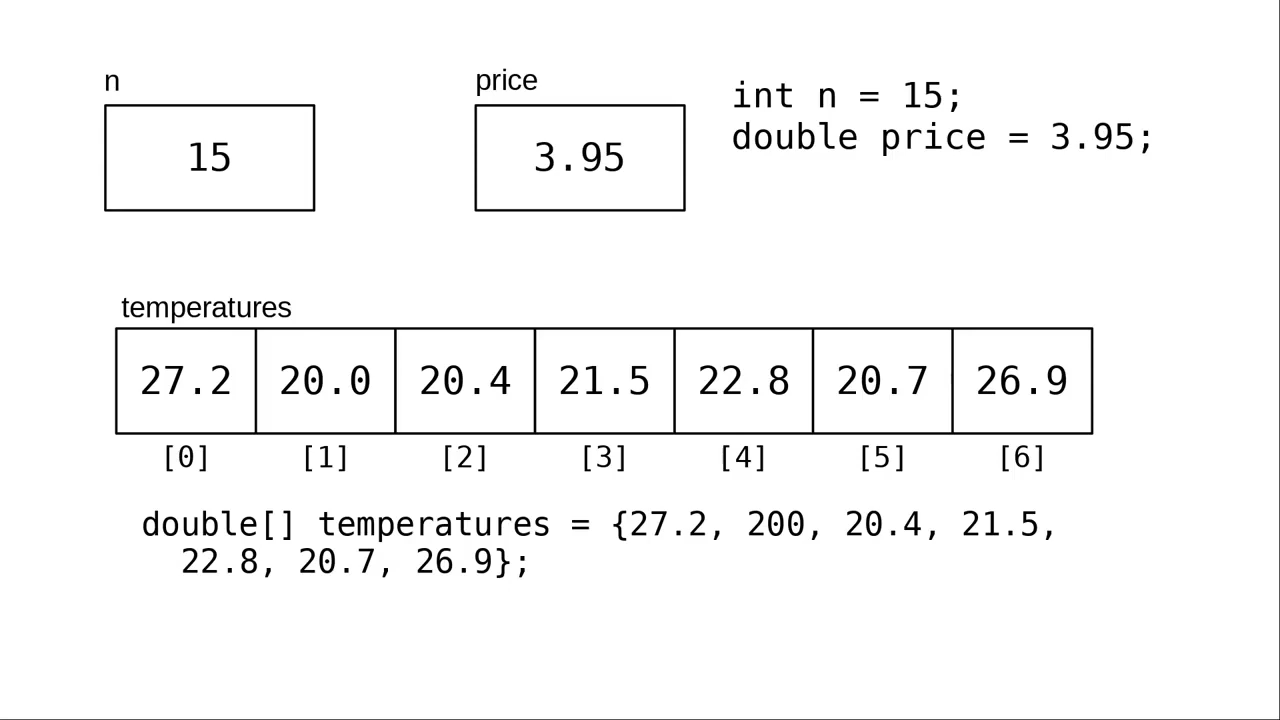 n
price
int n = 15;
double price = 3.95;
15
3.95
temperatures
27.2 20.0 20.4 21.5 22.8 20.7 26.9
[0] [1] [2] [3] [4] [5] [6]
double[] temperatures = {27.2, 200, 20.4, 21.5,
22.8, 20.7, 26.9};